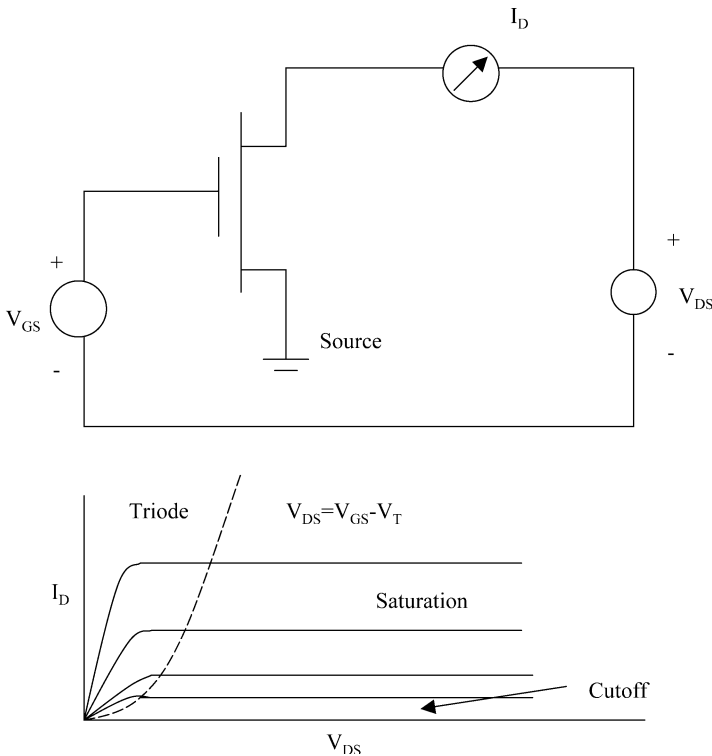 I_D
+
V_GS
-
Source
+
V_DS
-
Triode
V_DS=V_GS-V_T
I_D
Saturation
Cutoff
V_DS